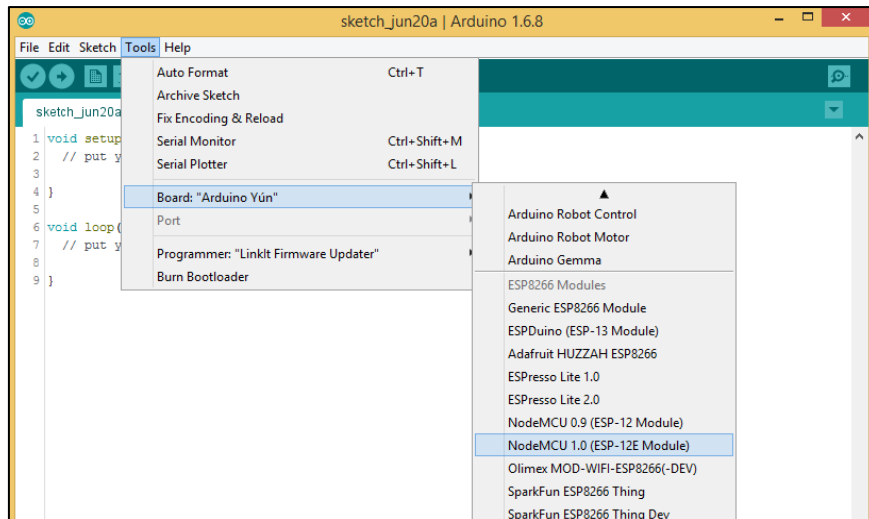 sketch_jun20a | Arduino 1.6.8
File Edit Sketch Tools Help
sketch_jun20a
1 void setup
2 // put y
3
4 }
5
6 void loop(
7 // put y
8
9 }
Auto Format Ctrl+T
Archive Sketch
Fix Encoding & Reload
Serial Monitor Ctrl+Shift+M
Serial Plotter Ctrl+Shift+L
Board: "Arduino Yún"
Port
Programmer: "LinkIt Firmware Updater"
Burn Bootloader
Arduino Robot Control
Arduino Robot Motor
Arduino Gemma
ESP8266 Modules
Generic ESP8266 Module
ESPDuino (ESP-13 Module)
Adafruit HUZZAH ESP8266
ESPresso Lite 1.0
ESPresso Lite 2.0
NodeMCU 0.9 (ESP-12 Module)
NodeMCU 1.0 (ESP-12E Module)
Olimex MOD-WIFI-ESP8266(-DEV)
SparkFun ESP8266 Thing
SparkFun ESP8266 Thing Dev